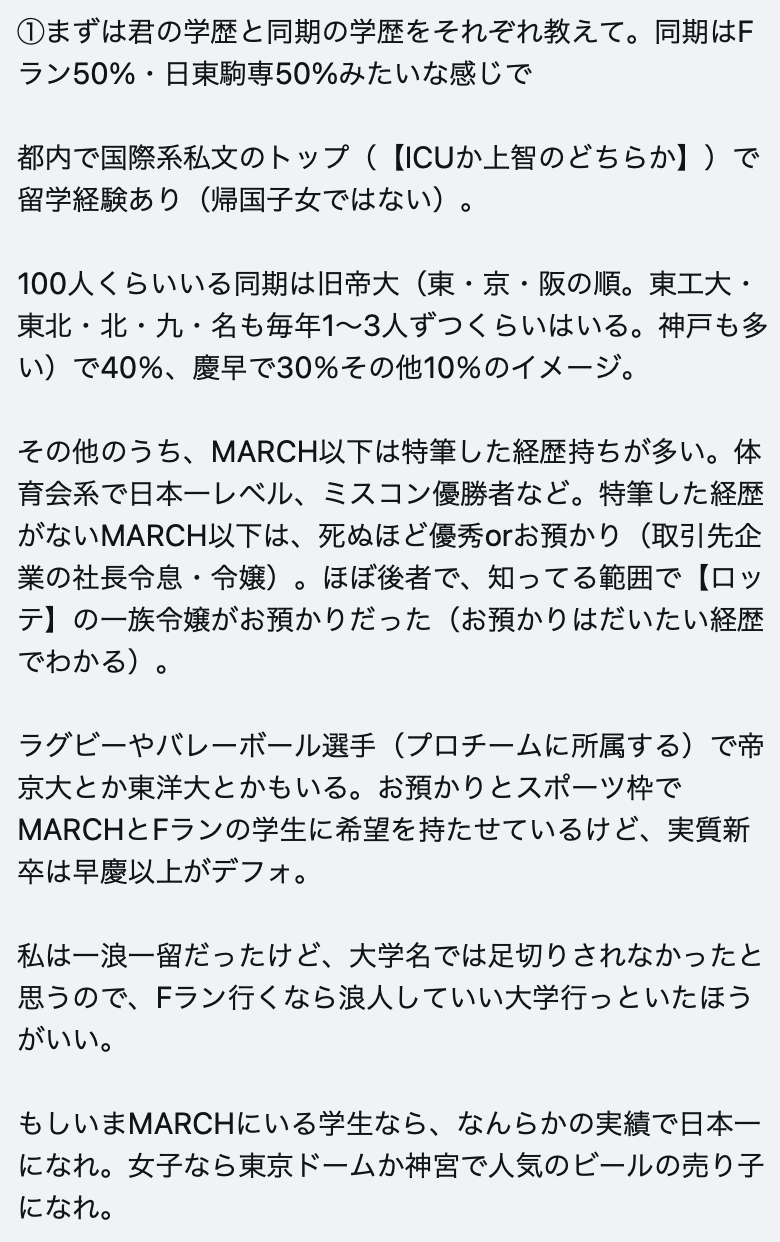 ①まずは君の学歴と同期の学歴をそれぞれ教えて。同期はF
ラン50%・日東駒専50%みたいな感じで
都内で国際系私文のトップ（【ICUか上智のどちらか】）で
留学経験あり（帰国子女ではない）。
100人くらいいる同期は旧帝大（東・京・阪の順。東工大・
東北・北・九・名も毎年1〜3人ずつくらいはいる。神戸も多
い）で40%、慶早で30%その他10%のイメージ。
その他のうち、MARCH以下は特筆した経歴持ちが多い。体
育会系で日本一レベル、ミスコン優勝者など。特筆した経歴
がないMARCH以下は、死ぬほど優秀orお預かり（取引先企
業の社長令息・令嬢）。ほぼ後者で、知ってる範囲で【ロッ
テ】の一族令嬢がお預かりだった（お預かりはだいたい経歴
でわかる）。
ラグビーやバレーボール選手（プロチームに所属する）で帝
京大とか東洋大とかもいる。お預かりとスポーツ枠で
MARCHとFランの学生に希望を持たせているけど、実質新
卒は早慶以上がデフォ。
私は一浪一留だったけど、大学名では足切りされなかったと
思うので、Fラン行くなら浪人していい大学行っといたほう
がいい。
もしいまMARCHにいる学生なら、なんらかの実績で日本一
になれ。女子なら東京ドームか神宮で人気のビールの売り子
になれ。